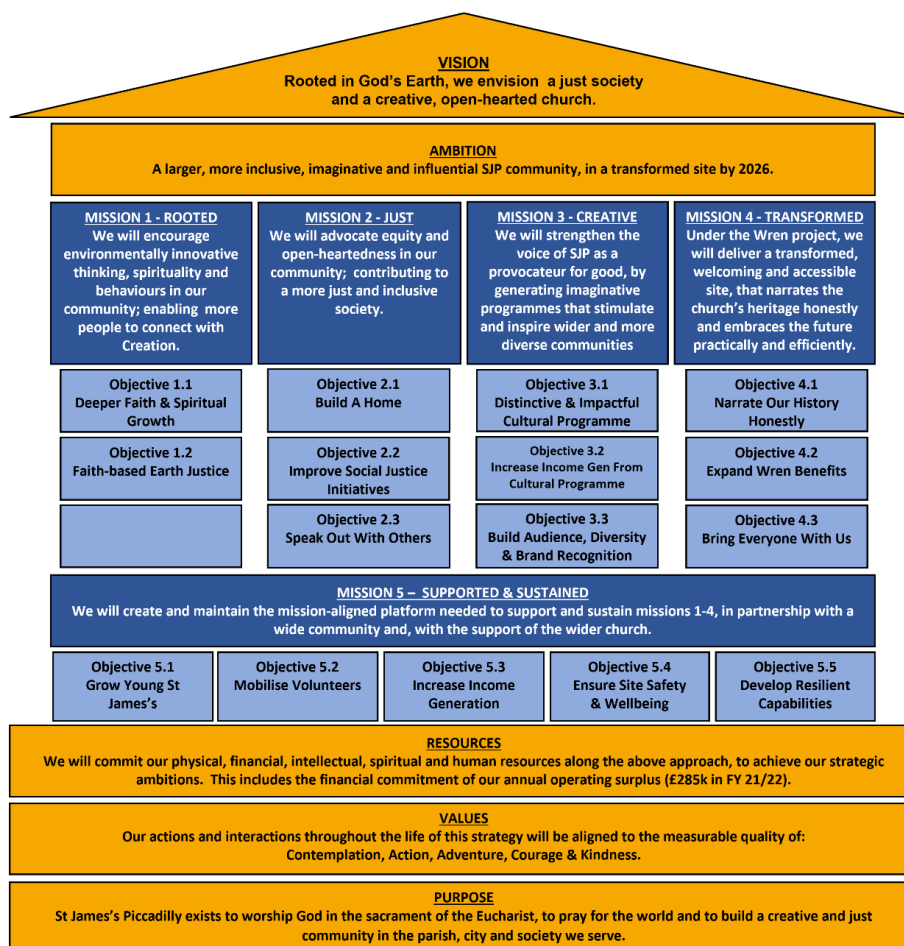 VISION
Rooted in God's Earth, we envision a just society
and a creative, open-hearted church.
AMBITION
A larger, more inclusive, imaginative and influential SJP community, in a transformed site by 2026.
MISSION 1 - ROOTED
We will encourage
environmentally innovative
thinking, spirituality and
behaviours in our
community; enabling more
people to connect with
Creation.
MISSION 2 - JUST
We will advocate equity and
open-heartedness in our
community; contributing to
a more just and inclusive
society.
MISSION 3 - CREATIVE
We will strengthen the
voice of SJP as a
provocateur for good, by
generating imaginative
programmes that stimulate
and inspire wider and more
diverse communities
MISSION 4 - TRANSFORMED
Under the Wren project, we
will deliver a transformed,
welcoming and accessible
site, that narrates the
church's heritage honestly
and embraces the future
practically and efficiently.
Objective 1.1
Deeper Faith & Spiritual
Growth
Objective 2.1
Build A Home
Objective 3.1
Distinctive & Impactful
Cultural Programme
Objective 4.1
Narrate Our History
Honestly
Objective 1.2
Faith-based Earth Justice
Objective 2.2
Improve Social Justice
Initiatives
Objective 3.2
Increase Income Gen From
Cultural Programme
Objective 4.2
Expand Wren Benefits
Objective 2.3
Speak Out With Others
Objective 3.3
Build Audience, Diversity
& Brand Recognition
Objective 4.3
Bring Everyone With Us
MISSION 5 – SUPPORTED & SUSTAINED
We will create and maintain the mission-aligned platform needed to support and sustain missions 1-4, in partnership with a
wide community and, with the support of the wider church.
Objective 5.1
Grow Young St
James's
Objective 5.2
Mobilise Volunteers
Objective 5.3
Increase Income
Generation
Objective 5.4
Ensure Site Safety
& Wellbeing
Objective 5.5
Develop Resilient
Capabilities
RESOURCES
We will commit our physical, financial, intellectual, spiritual and human resources along the above approach, to achieve our strategic
ambitions. This includes the financial commitment of our annual operating surplus (£285k in FY 21/22).
VALUES
Our actions and interactions throughout the life of this strategy will be aligned to the measurable quality of:
Contemplation, Action, Adventure, Courage & Kindness.
PURPOSE
St James's Piccadilly exists to worship God in the sacrament of the Eucharist, to pray for the world and to build a creative and just
community in the parish, city and society we serve.